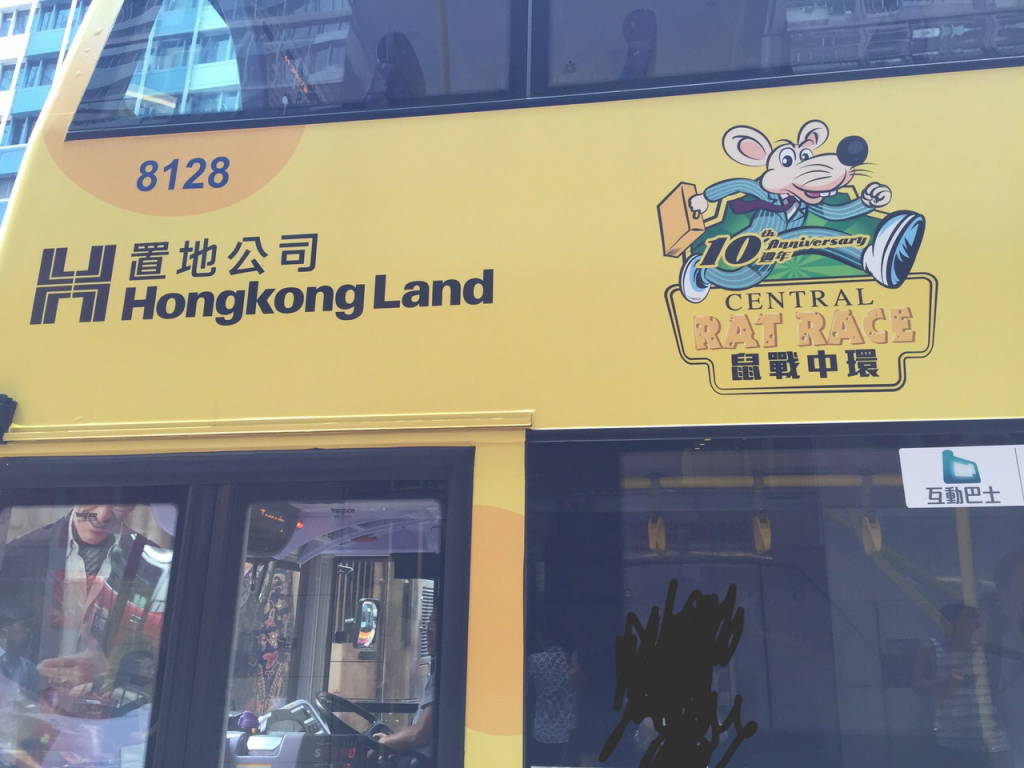 8128
置地公司
Hongkong Land
10th Anniversary
週年
CENTRAL
RAT RACE
鼠戰中環
互動巴士